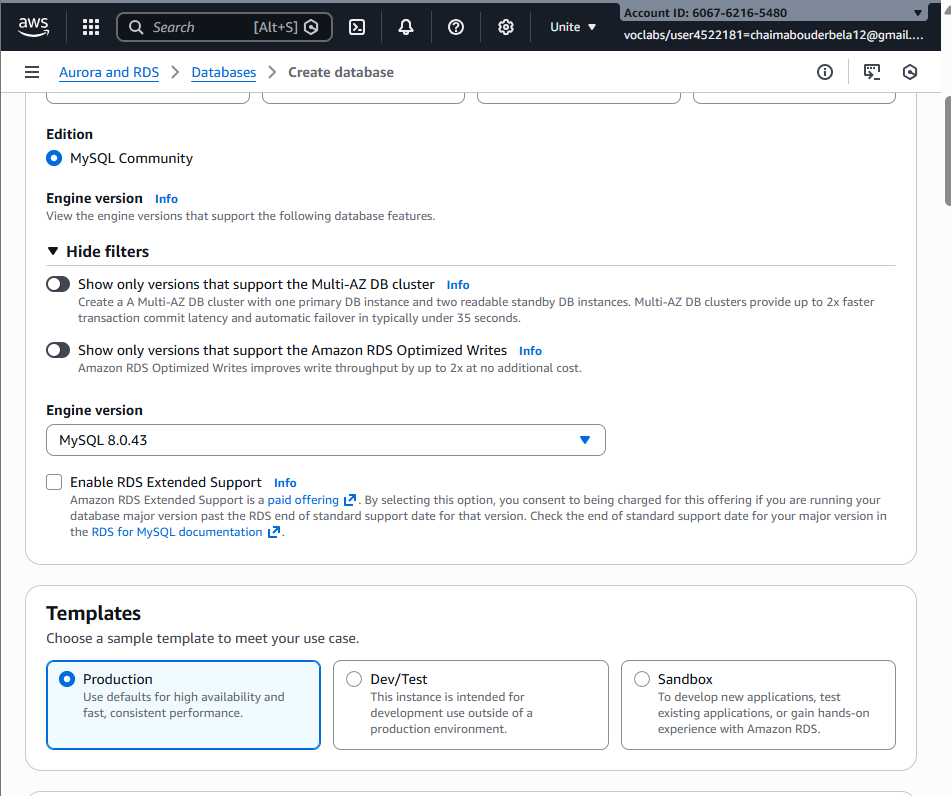 aws
Search [Alt+S]
Unite
Account ID: 6067-6216-5480
voclabs/user4522181=chaimabouderbela12@gmail....
Aurora and RDS > Databases > Create database
Edition
MySQL Community
Engine version Info
View the engine versions that support the following database features.
Hide filters
Show only versions that support the Multi-AZ DB cluster Info
Create a A Multi-AZ DB cluster with one primary DB instance and two readable standby DB instances. Multi-AZ DB clusters provide up to 2x faster
transaction commit latency and automatic failover in typically under 35 seconds.
Show only versions that support the Amazon RDS Optimized Writes Info
Amazon RDS Optimized Writes improves write throughput by up to 2x at no additional cost.
Engine version
MySQL 8.0.43
Enable RDS Extended Support Info
Amazon RDS Extended Support is a paid offering . By selecting this option, you consent to being charged for this offering if you are running your
database major version past the RDS end of standard support date for that version. Check the end of standard support date for your major version in
the RDS for MySQL documentation .
Templates
Choose a sample template to meet your use case.
Production
Use defaults for high availability and
fast, consistent performance.
Dev/Test
This instance is intended for
development use outside of a
production environment.
Sandbox
To develop new applications, test
existing applications, or gain hands-on
experience with Amazon RDS.